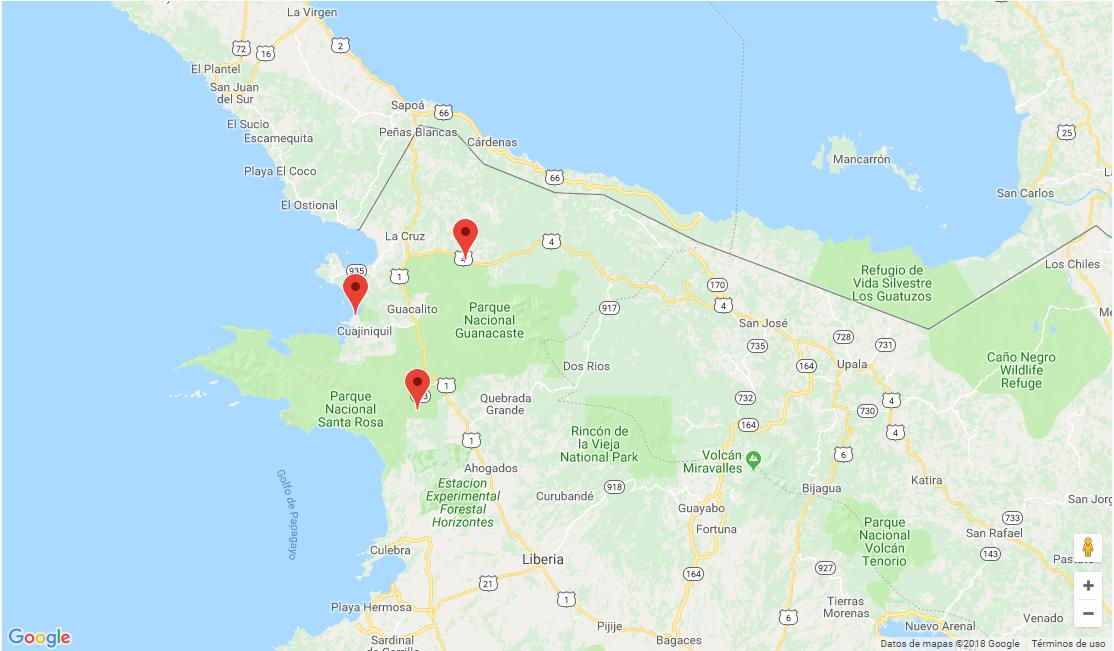 La Virgen
2
72
16
El Plantel
San Juan
del Sur
Sapoá
66
El Sucio
Peñas Blancas
Escamequita
Cárdenas
25
Mancarrón
Playa El Coco
66
San Carlos
El Ostional
La Cruz
4
4
935
1
Los Chiles
Refugio de
Vida Silvestre
Los Guatuzos
170
4
Guacalito
Parque
Nacional
Guanacaste
917
Cuajiniquil
San José
728
735
731
Dos Rios
164
Upala
Caño Negro
Wildlife
Refuge
1
Parque
Nacional
Santa Rosa
Quebrada
Grande
732
4
730
164
4
1
Rincón de
la Vieja
National Park
Volcán
Miravalles
6
Ahogados
Estacion
Experimental
Forestal
Horizontes
Golfo de Papagayo
918
Curubandé
Bijagua
Katira
San Jorg
Guayabo
Fortuna
733
San Rafael
Parque
Nacional
Volcán
Tenorio
143
Culebra
Liberia
164
927
21
1
Playa Hermosa
Tierras
Morenas
6
Nuevo Arenal
Venado
Pijije
Bagaces
Sardinal
Google
Datos de mapas ©2018 Google
Términos de uso